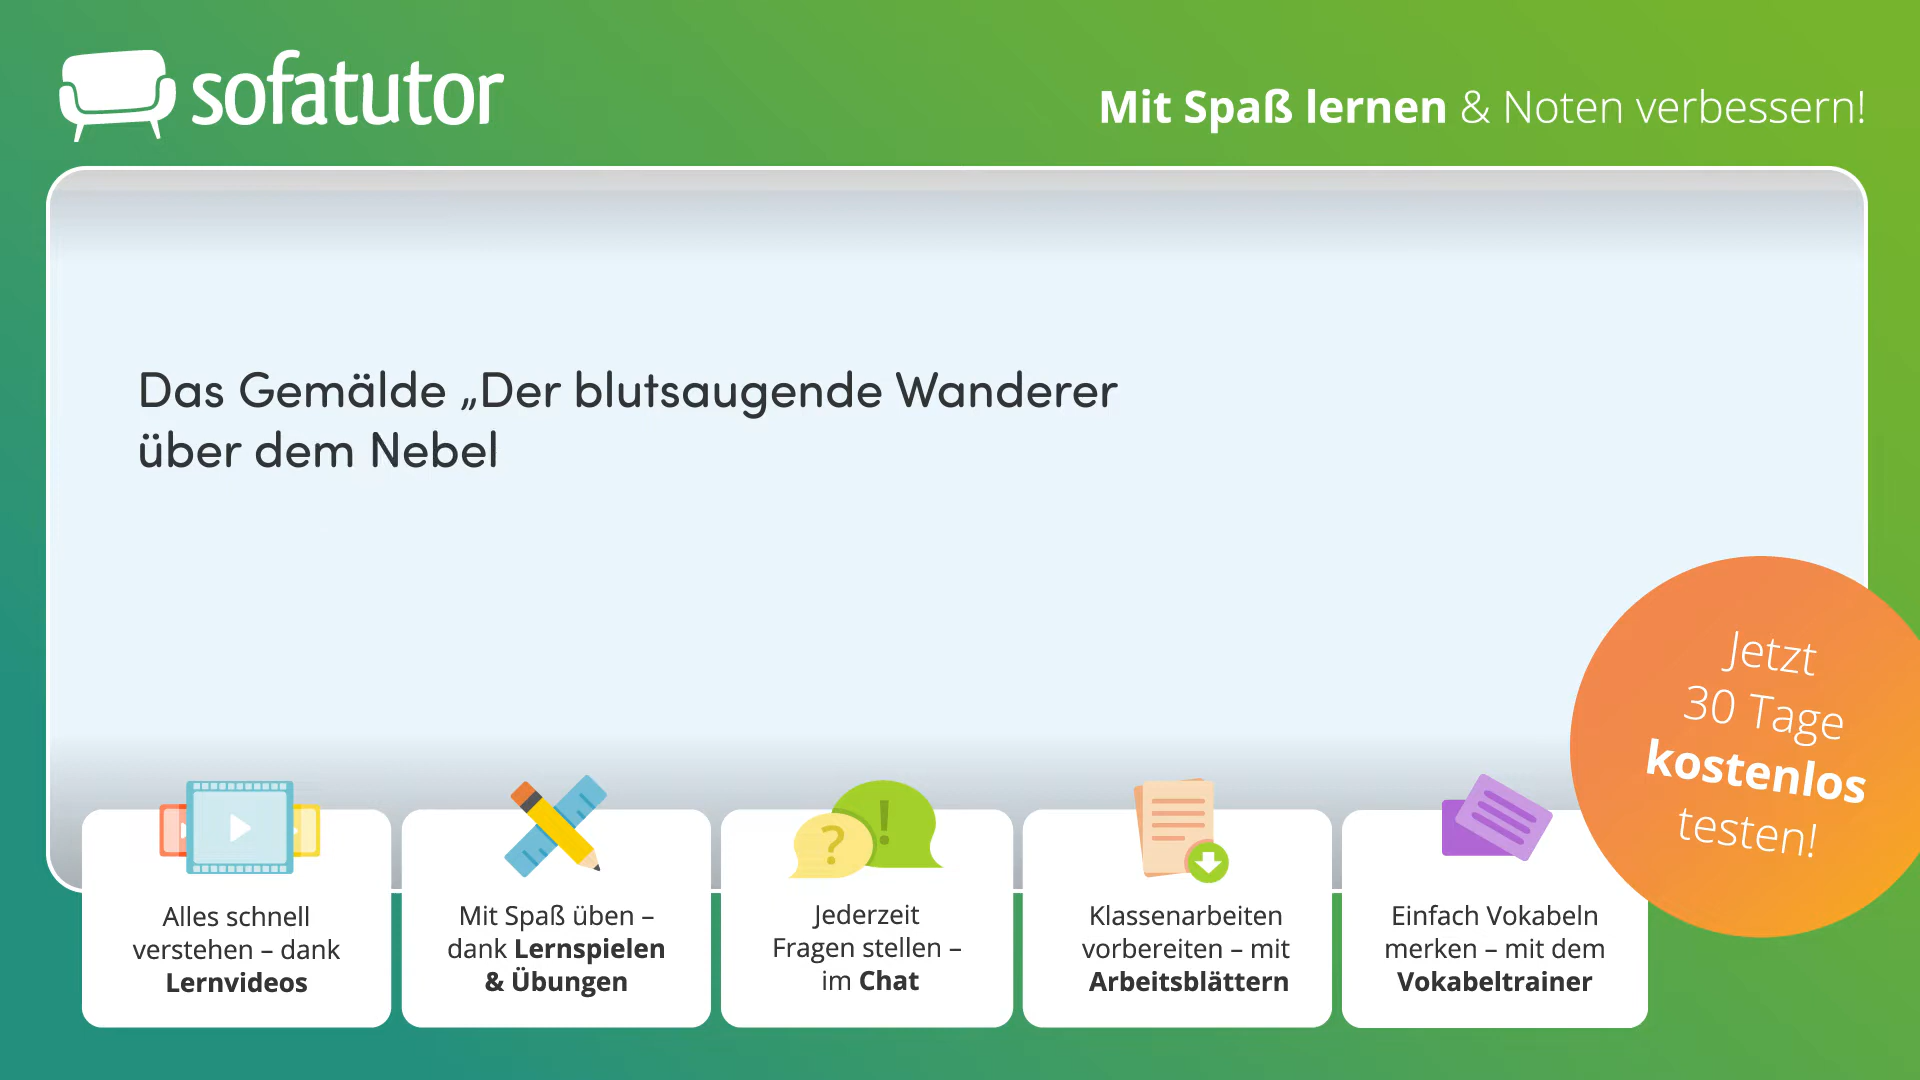 sofatutor
Mit Spaß lernen & Noten verbessern!
Das Gemälde „Der blutsaugende Wanderer
über dem Nebel
Jetzt
30 Tage
kostenlos
testen!
Alles schnell
verstehen – dank
Lernvideos
Mit Spaß üben –
dank Lernspielen
& Übungen
?
!
Jederzeit
Fragen stellen –
im Chat
Klassenarbeiten
vorbereiten – mit
Arbeitsblättern
Einfach Vokabeln
merken – mit dem
Vokabeltrainer